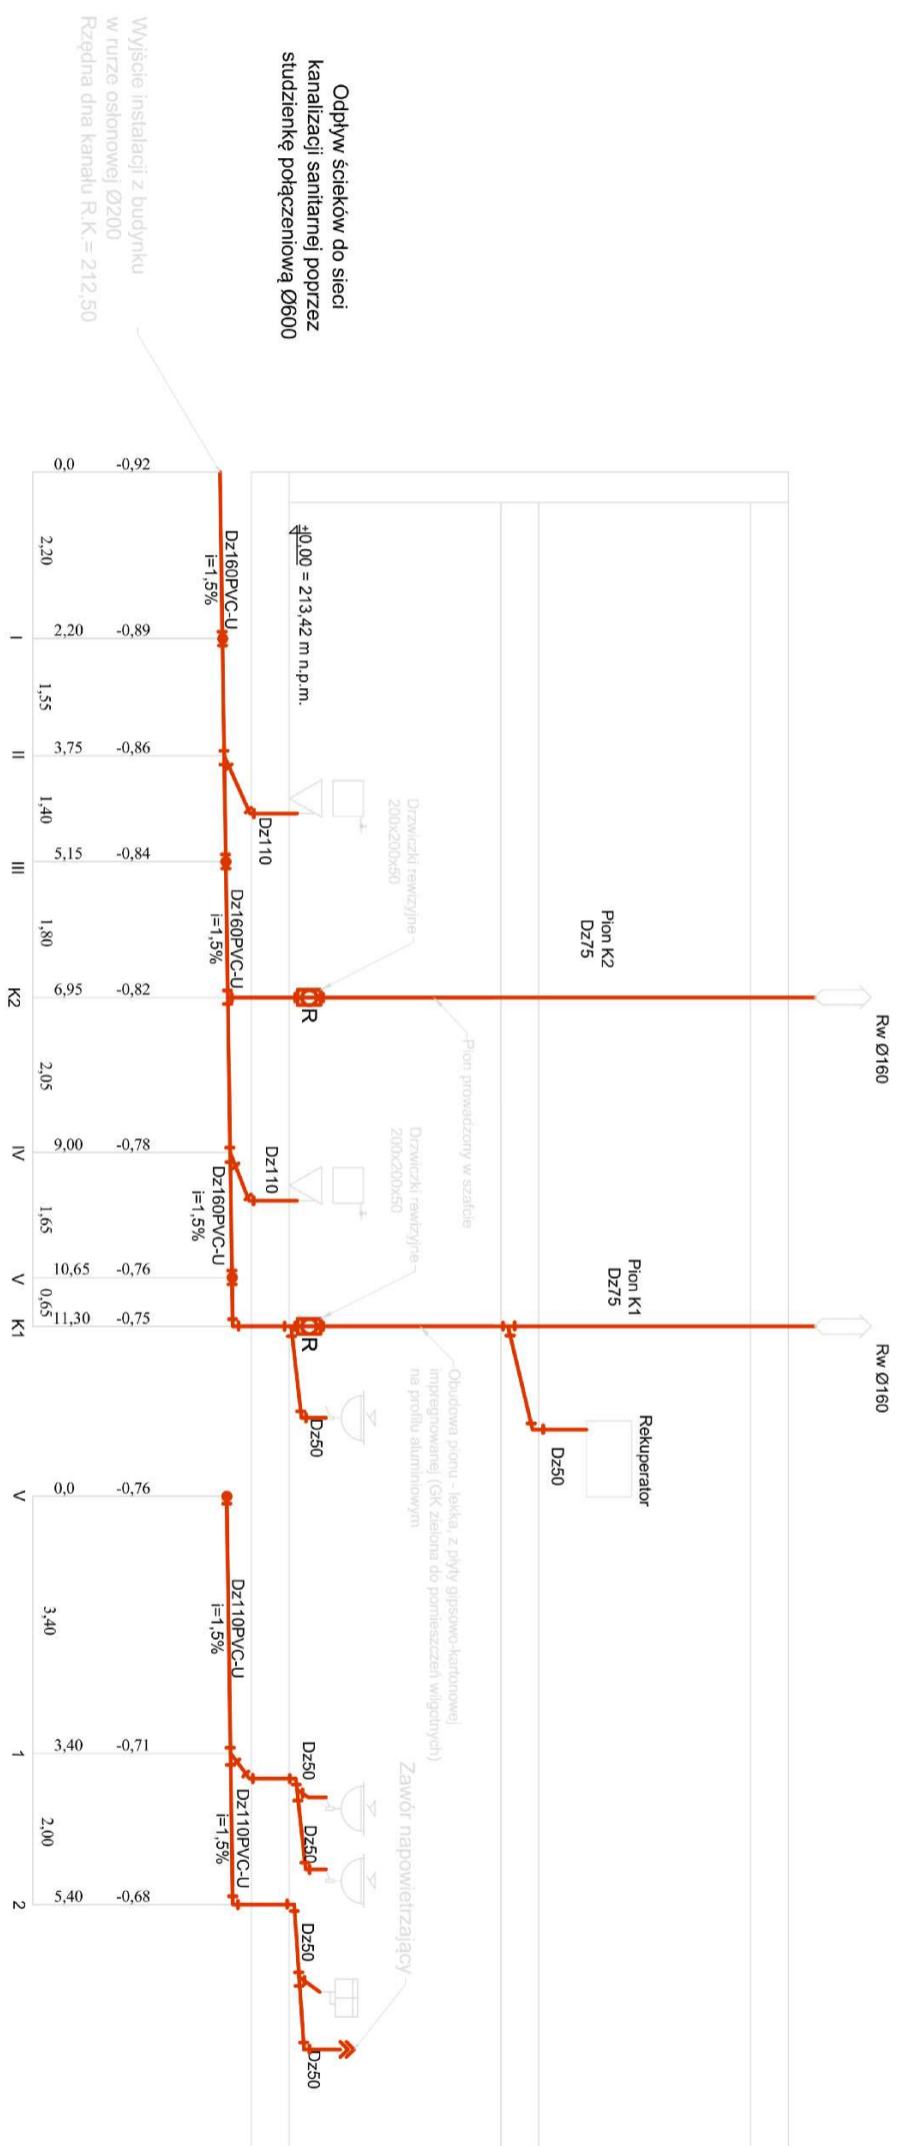 Rw Ø160
Rw Ø160
Pion K2
Dz75
Pion K1
Dz75
Rekuperator
Dz50
Odpływ ścieków do sieci
kanalizacji sanitarnej poprzez
studzienkę połączeniową Ø600
Pion prowadzony w szafcie
Drzwiczki rewizyjne
200x200x50
Drzwiczki rewizyjne
200x200x50
Obudowa pionu - lekka, z płyty gipsowo-kartonowej
impregnowanej (GK zielona do pomieszczeń wilgotnych)
na profilu aluminiowym
Zawór napowietrzający
±0,00 = 213,42 m n.p.m.
R
R
Dz110
Dz110
Dz50
Dz50
Dz50
Dz50
Dz50
Dz160PVC-U
i=1,5%
Dz160PVC-U
i=1,5%
Dz160PVC-U
i=1,5%
Dz110PVC-U
i=1,5%
Dz110PVC-U
i=1,5%
Wyjście instalacji z budynku
w rurze osłonowej Ø200
Rzędna dna kanału R.K.= 212,50
-0,92 -0,89 -0,86 -0,84 -0,82 -0,78 -0,76 -0,75 -0,76 -0,71 -0,68
0,0 2,20 3,75 5,15 6,95 9,00 10,65 11,30 0,0 3,40 5,40
2,20 1,55 1,40 1,80 2,05 1,65 0,65 3,40 2,00
I II III K2 IV V K1 V 1 2